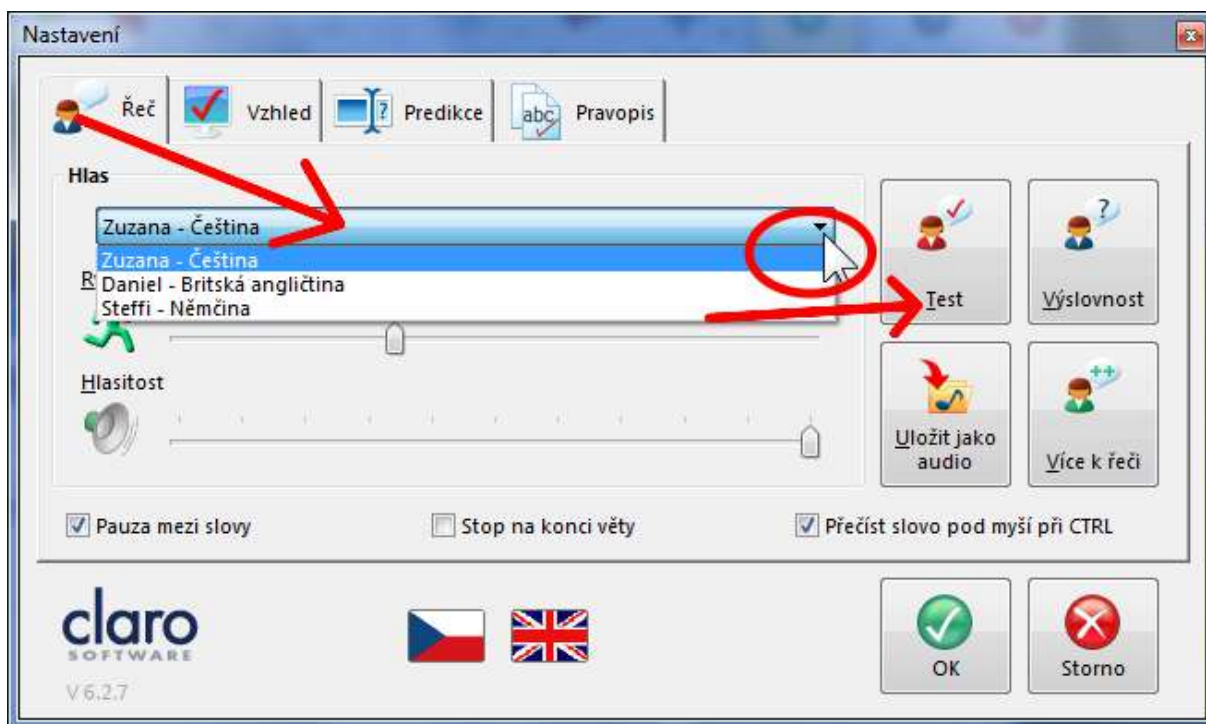 Nastavení
Řeč
Vzhled
Predikce
abc
Pravopis
Hlas
Zuzana - Čeština
Zuzana - Čeština
Daniel - Britská angličtina
Steffi - Němčina
Test
Výslovnost
Hlasitost
Uložit jako
audio
Více k řeči
Pauza mezi slovy
Stop na konci věty
Přečíst slovo pod myší při CTRL
claro
SOFTWARE
V 6.2.7
OK
Storno